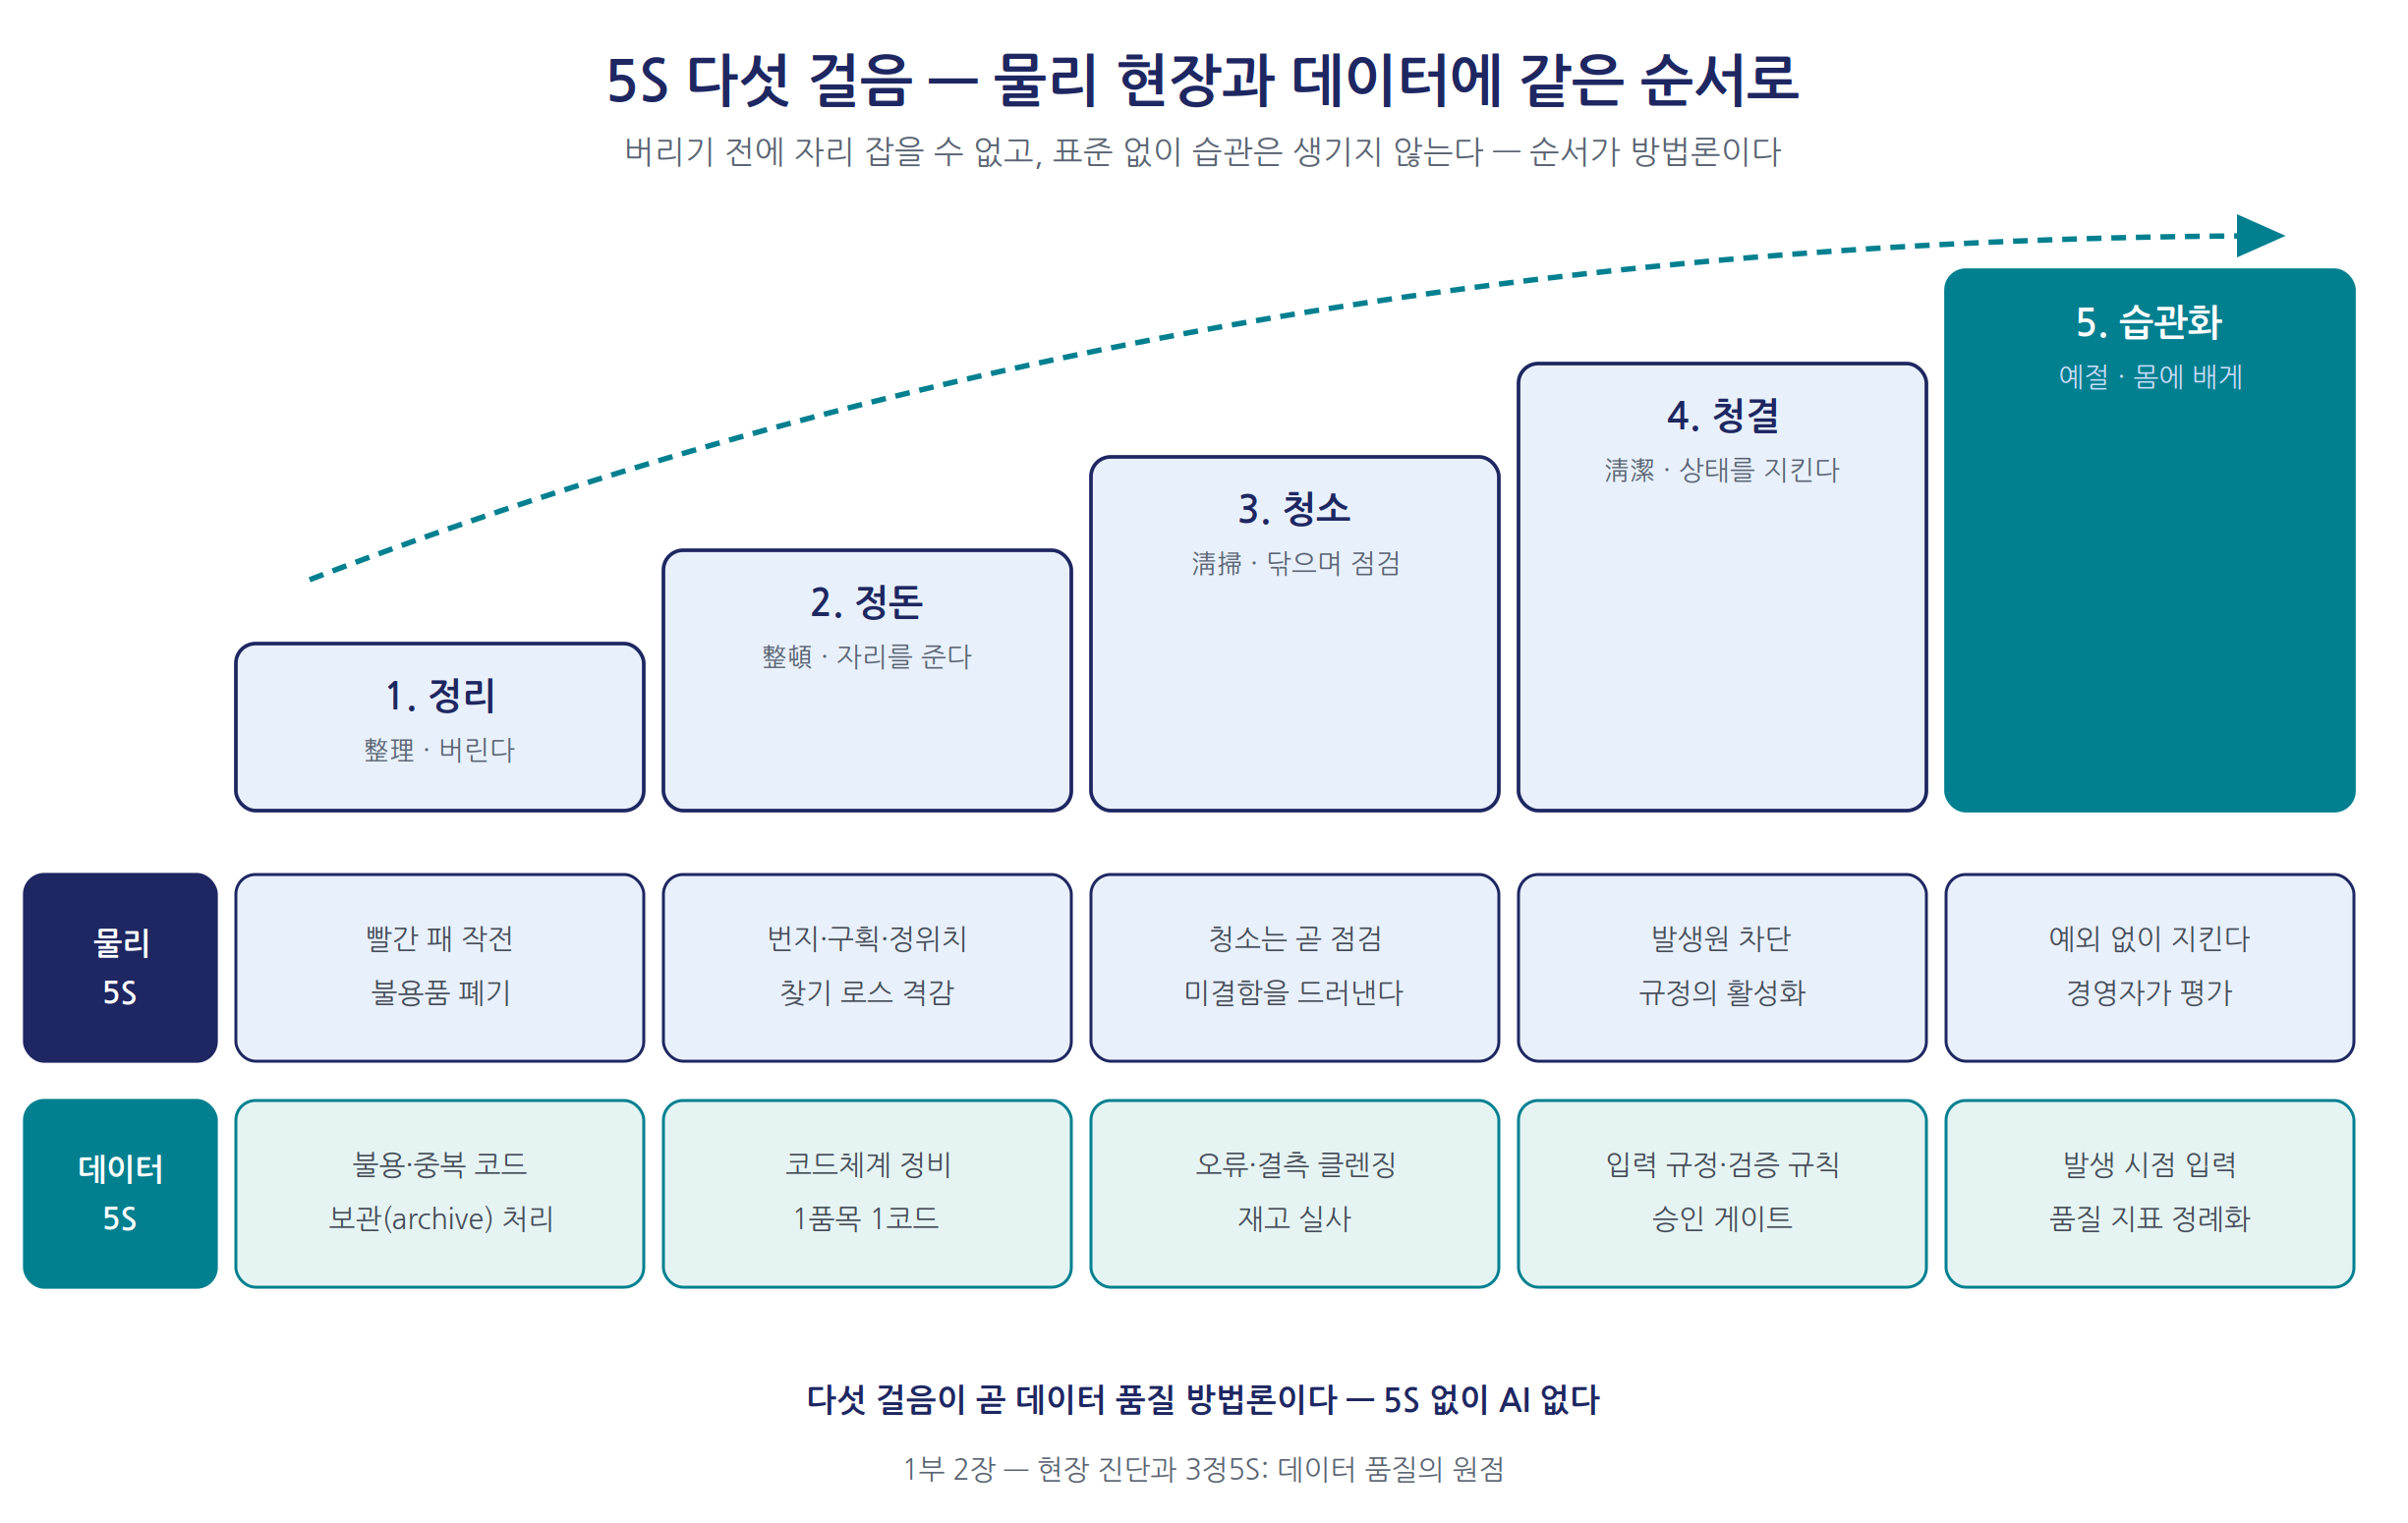 5S 다섯 걸음 — 물리 현장과 데이터에 같은 순서로
버리기 전에 자리 잡을 수 없고, 표준 없이 습관은 생기지 않는다 — 순서가 방법론이다
1. 정리
整理 · 버린다
2. 정돈
整頓 · 자리를 준다
3. 청소
淸掃 · 닦으며 점검
4. 청결
淸潔 · 상태를 지킨다
5. 습관화
예절 · 몸에 배게
물리
5S
빨간 패 작전
불용품 폐기
번지·구획·정위치
찾기 로스 격감
청소는 곧 점검
미결함을 드러낸다
발생원 차단
규정의 활성화
예외 없이 지킨다
경영자가 평가
데이터
5S
불용·중복 코드
보관(archive) 처리
코드체계 정비
1품목 1코드
오류·결측 클렌징
재고 실사
입력 규정·검증 규칙
승인 게이트
발생 시점 입력
품질 지표 정례화
다섯 걸음이 곧 데이터 품질 방법론이다 — 5S 없이 AI 없다
1부 2장 — 현장 진단과 3정5S: 데이터 품질의 원점